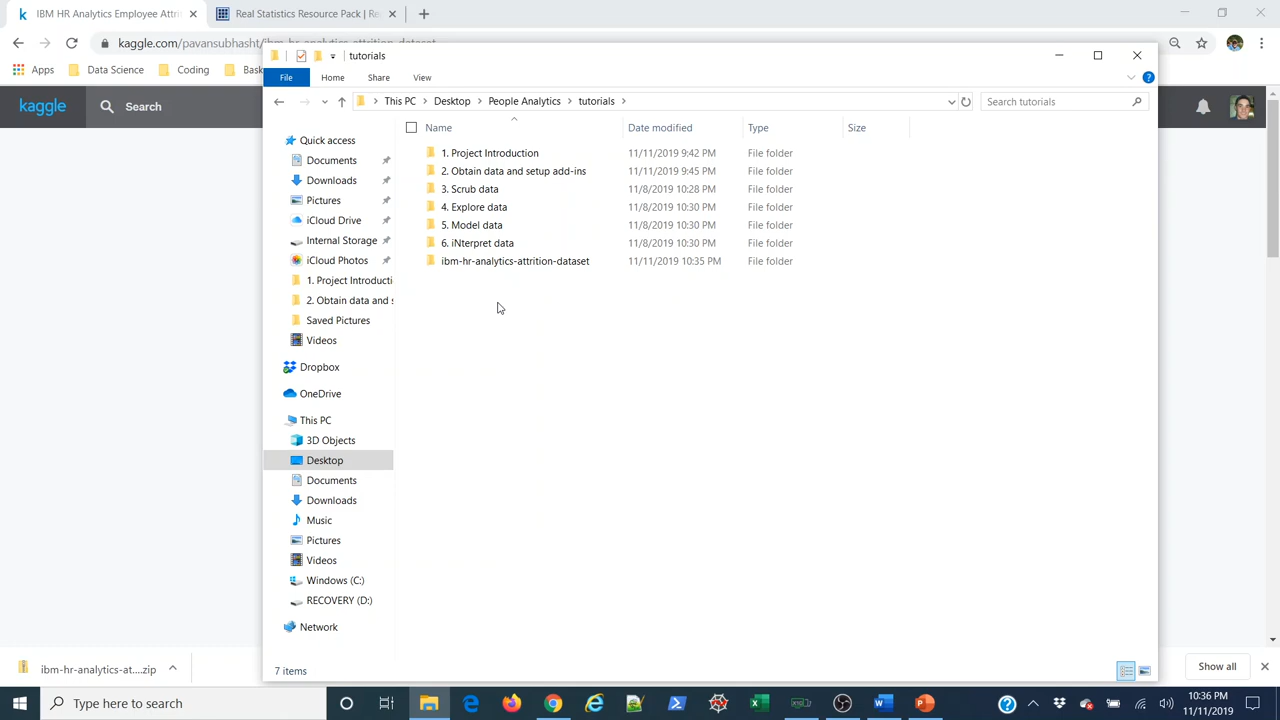 IBM HR Analytics Employee Attri
Real Statistics Resource Pack | Re
kaggle.com/pavansubhasht/ibm-hr-analytics-attrition-dataset
Apps
Data Science
Coding
Bask
kaggle
Search
tutorials
File
Home
Share
View
This PC
Desktop
People Analytics
tutorials
Search tutorials
Name
Date modified
Type
Size
Quick access
Documents
Downloads
Pictures
iCloud Drive
Internal Storage
iCloud Photos
1. Project Introducti
2. Obtain data and s
Saved Pictures
Videos
Dropbox
OneDrive
This PC
3D Objects
Desktop
Documents
Downloads
Music
Pictures
Videos
Windows (C:)
RECOVERY (D:)
Network
1. Project Introduction 11/11/2019 9:42 PM File folder
2. Obtain data and setup add-ins 11/11/2019 9:45 PM File folder
3. Scrub data 11/8/2019 10:28 PM File folder
4. Explore data 11/8/2019 10:30 PM File folder
5. Model data 11/8/2019 10:30 PM File folder
6. iNterpret data 11/8/2019 10:30 PM File folder
ibm-hr-analytics-attrition-dataset 11/11/2019 10:35 PM File folder
7 items
ibm-hr-analytics-at....zip
Show all
Type here to search
10:36 PM
11/11/2019